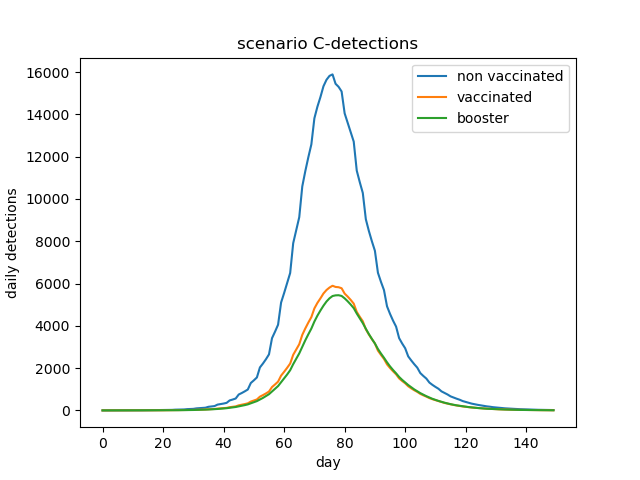 scenario C-detections
16000
14000
12000
10000
8000
6000
4000
2000
0
daily detections
non vaccinated
vaccinated
booster
0 20 40 60 80 100 120 140
day